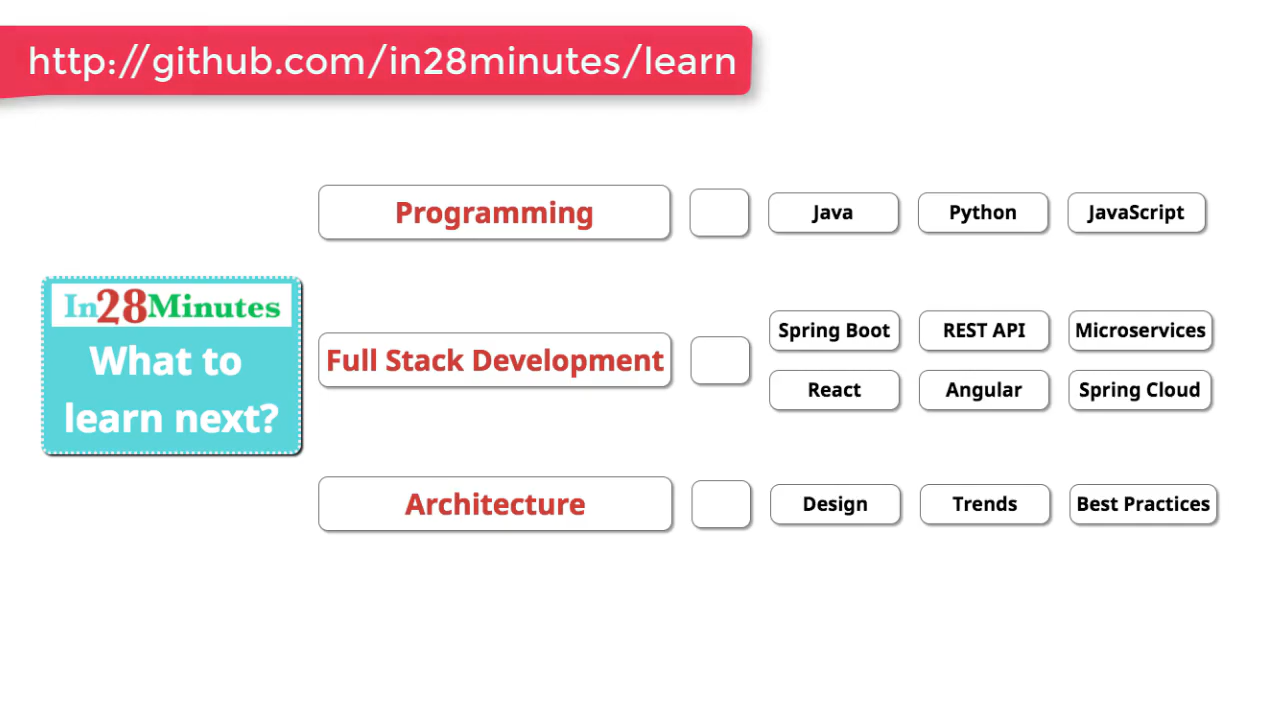 http://github.com/in28minutes/learn
Programming
Java
Python
JavaScript
In28Minutes
What to
learn next?
Full Stack Development
Spring Boot
REST API
Microservices
React
Angular
Spring Cloud
Architecture
Design
Trends
Best Practices